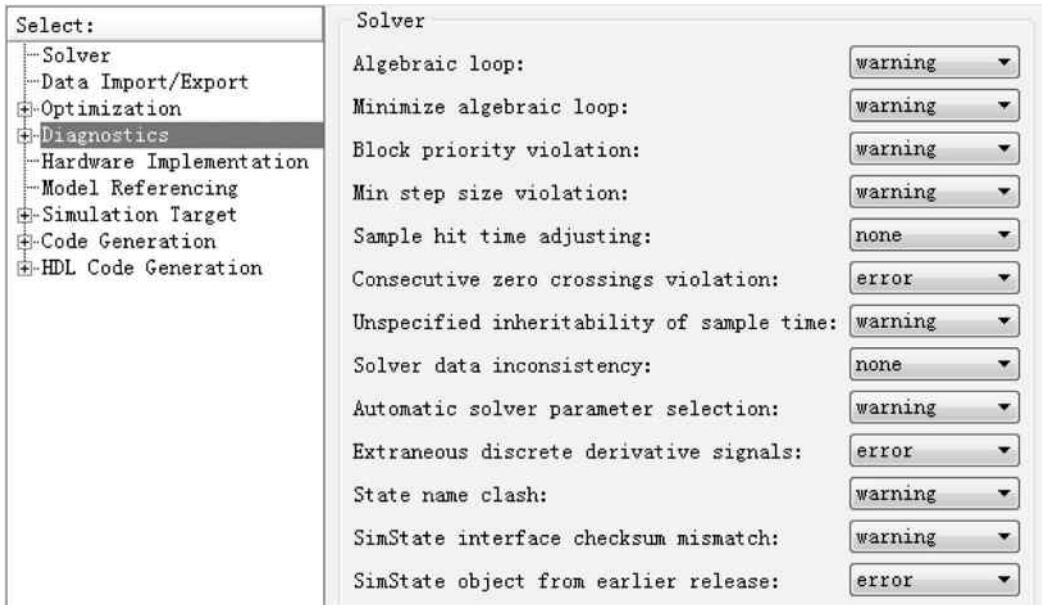 Select:
Solver
Data Import/Export
Optimization
Diagnostics
Hardware Implementation
Model Referencing
Simulation Target
Code Generation
HDL Code Generation
Solver
Algebraic loop: warning
Minimize algebraic loop: warning
Block priority violation: warning
Min step size violation: warning
Sample hit time adjusting: none
Consecutive zero crossings violation: error
Unspecified inheritability of sample time: warning
Solver data inconsistency: none
Automatic solver parameter selection: warning
Extraneous discrete derivative signals: error
State name clash: warning
SimState interface checksum mismatch: warning
SimState object from earlier release: error